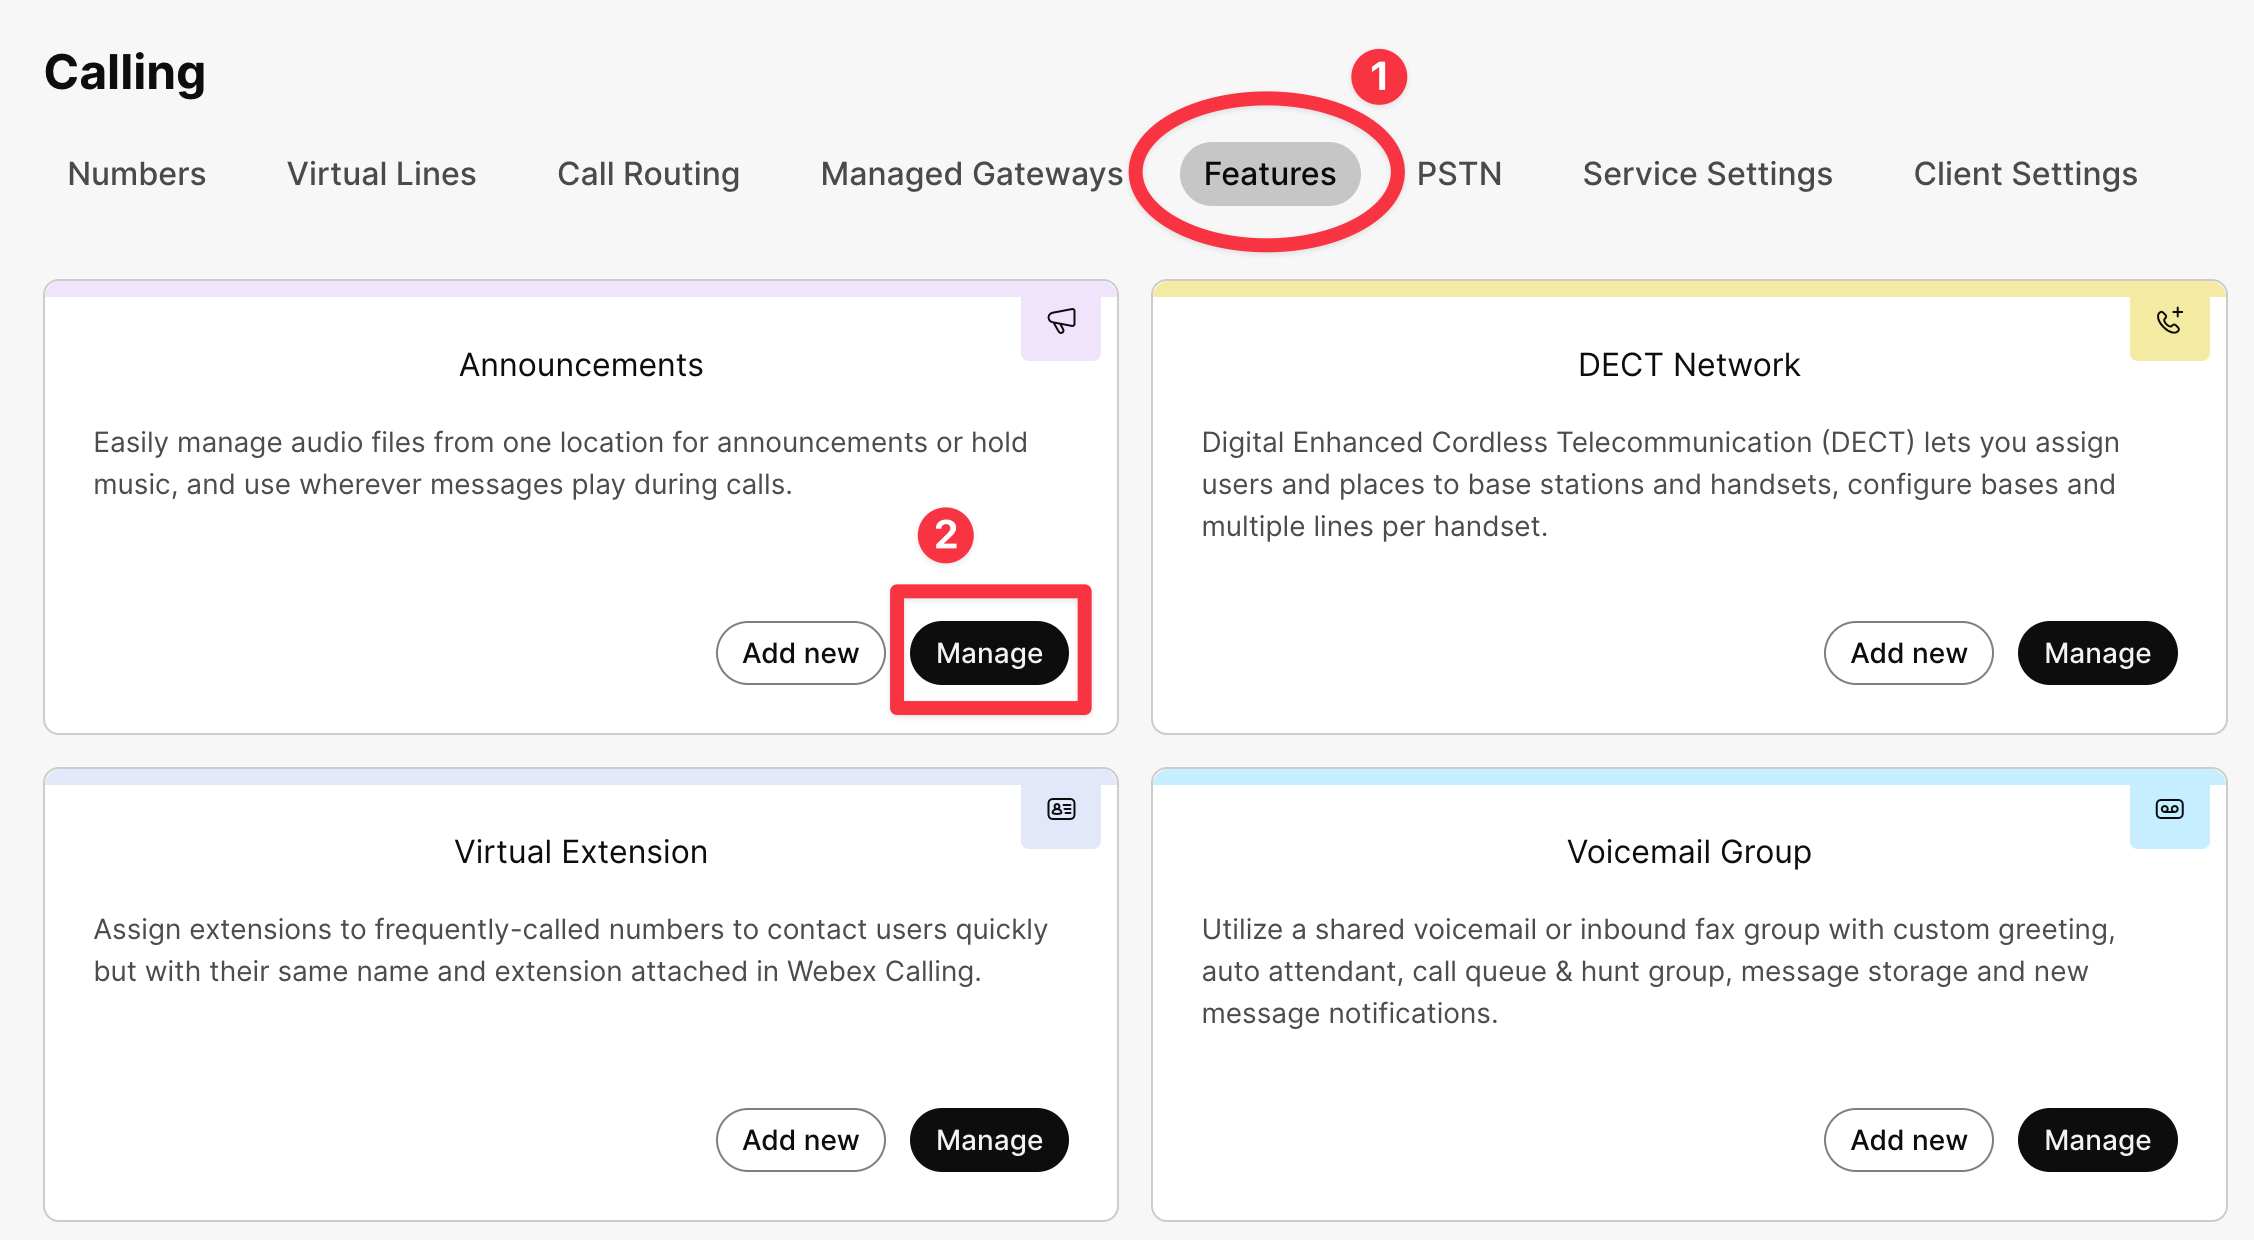 Calling
1
Numbers Virtual Lines Call Routing Managed Gateways Features PSTN Service Settings Client Settings
Announcements
Easily manage audio files from one location for announcements or hold
music, and use wherever messages play during calls.
2
Add new Manage
DECT Network
Digital Enhanced Cordless Telecommunication (DECT) lets you assign
users and places to base stations and handsets, configure bases and
multiple lines per handset.
Add new Manage
Virtual Extension
Assign extensions to frequently-called numbers to contact users quickly
but with their same name and extension attached in Webex Calling.
Add new Manage
Voicemail Group
Utilize a shared voicemail or inbound fax group with custom greeting,
auto attendant, call queue & hunt group, message storage and new
message notifications.
Add new Manage